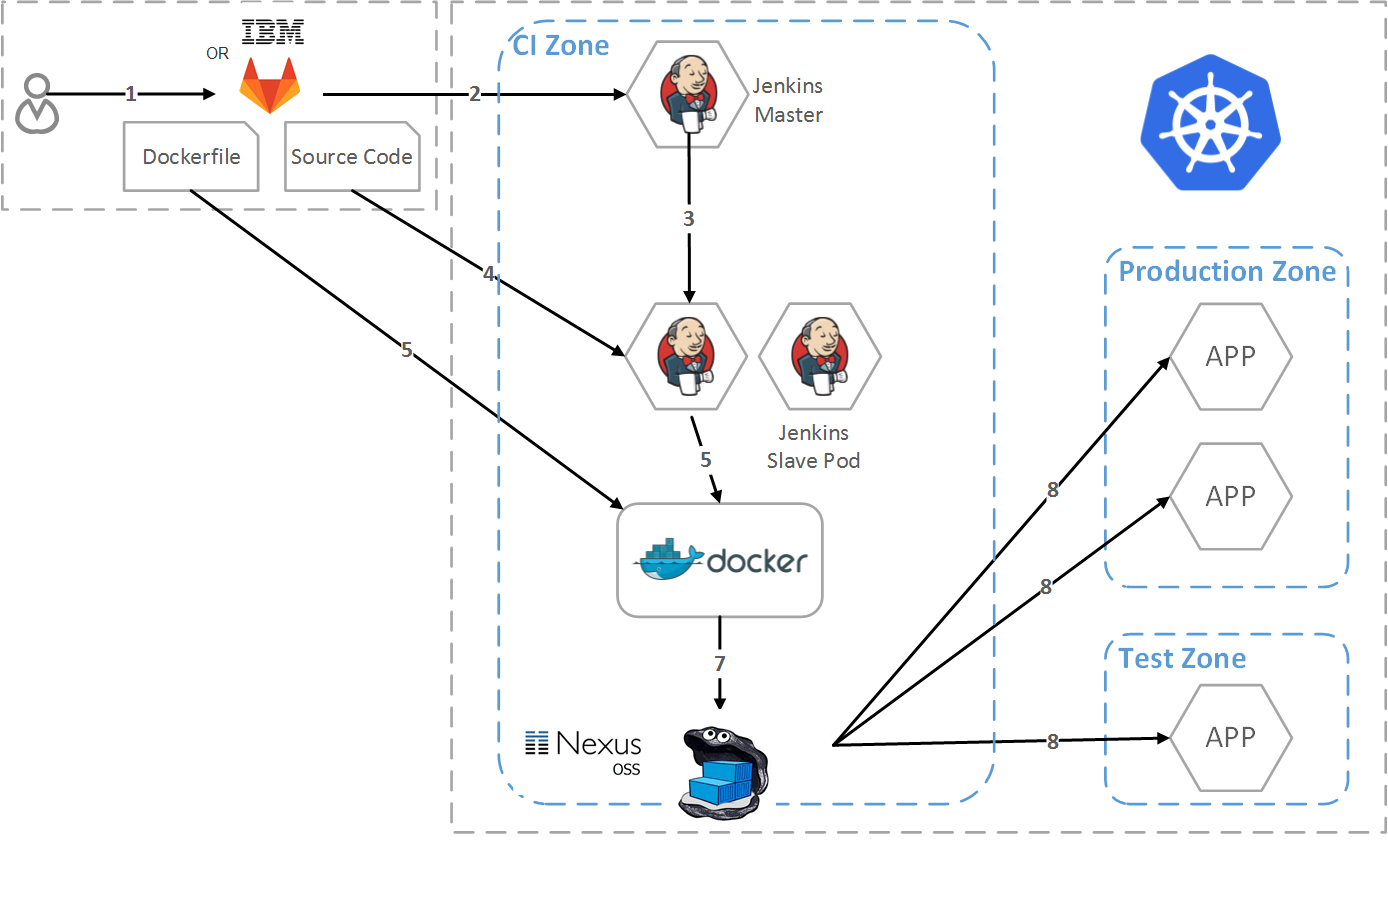 IBM
OR
1
2
Dockerfile
Source Code
CI Zone
Jenkins
Master
3
4
5
Jenkins
Slave Pod
5
docker
7
Nexus
OSS
Production Zone
APP
APP
8
8
Test Zone
APP
8